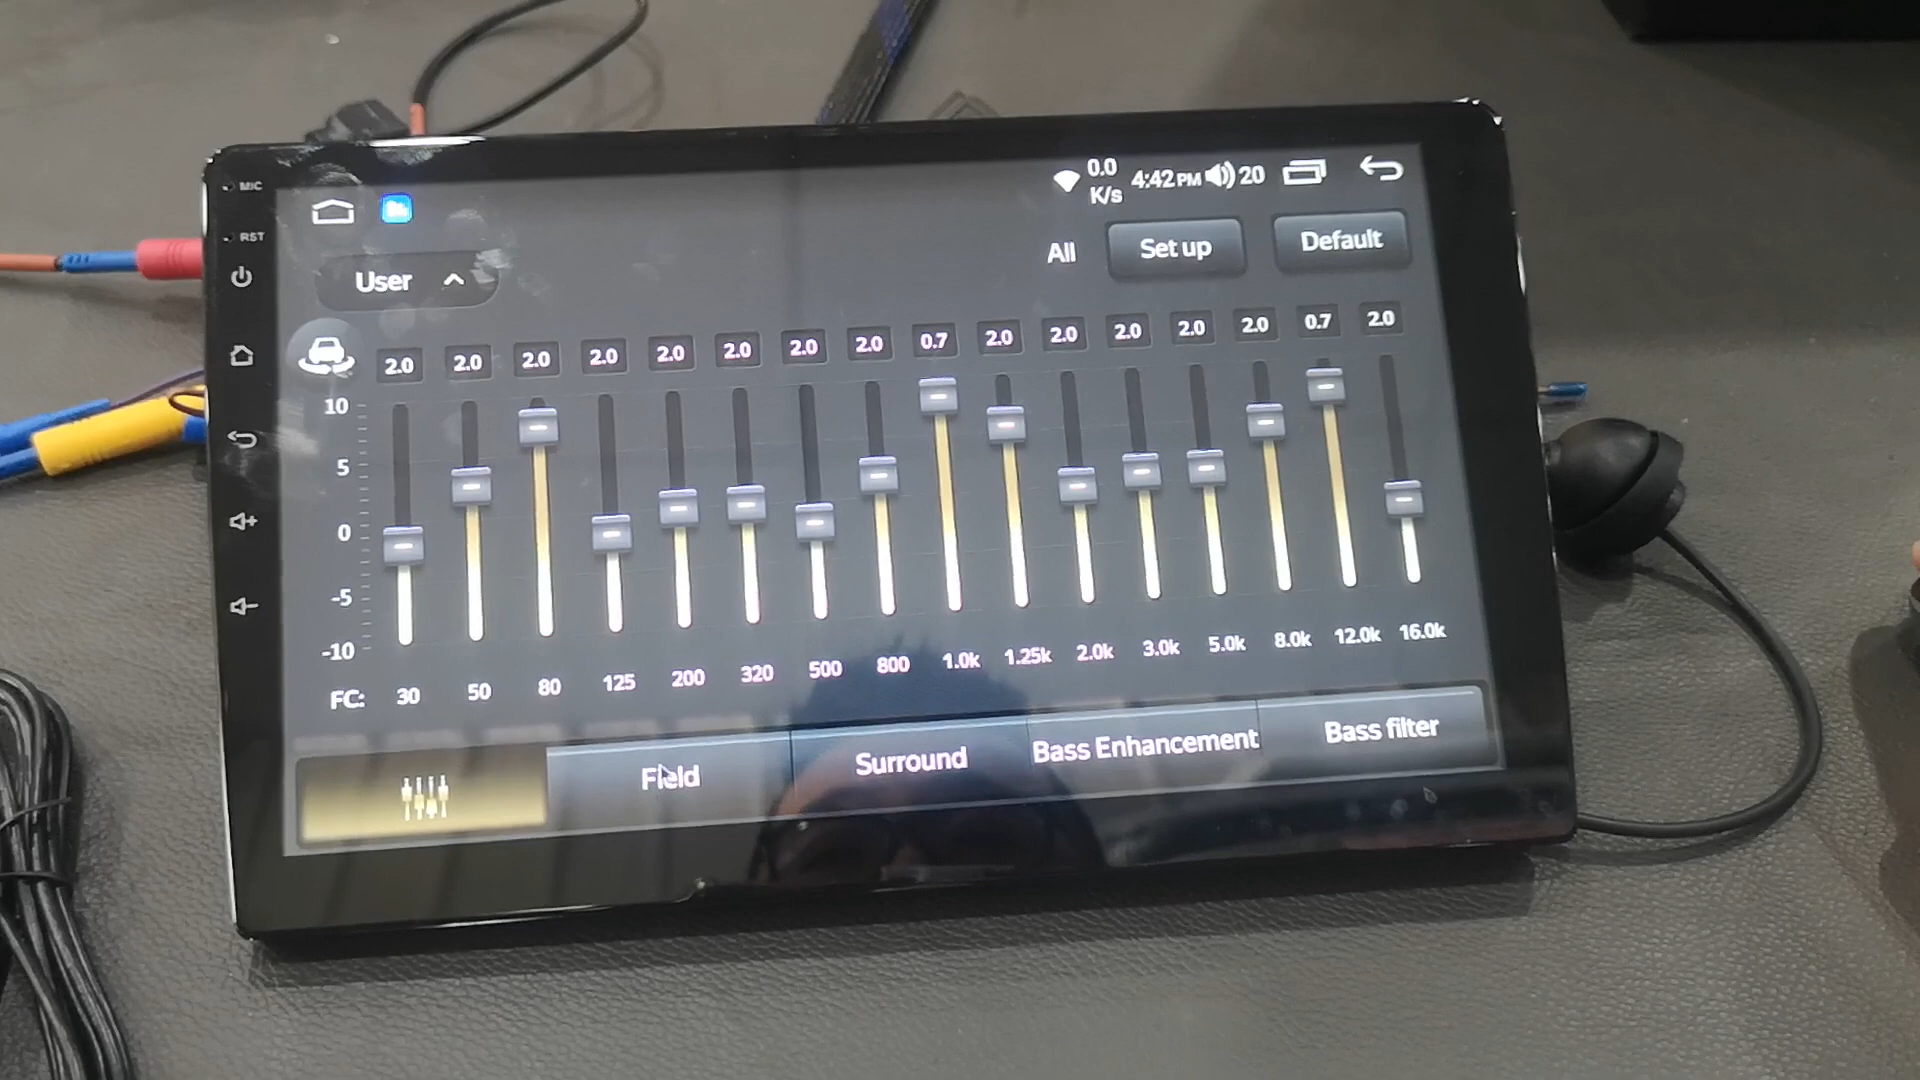 MIC
RST
0.0
K/s
4:42 PM
20
User
All
Set up
Default
2.0 2.0 2.0 2.0 2.0 2.0 2.0 2.0 0.7 2.0 2.0 2.0 2.0 2.0 0.7 2.0
10
5
0
-5
-10
FC: 30 50 80 125 200 320 500 800 1.0k 1.25k 2.0k 3.0k 5.0k 8.0k 12.0k 16.0k
Field
Surround
Bass Enhancement
Bass filter